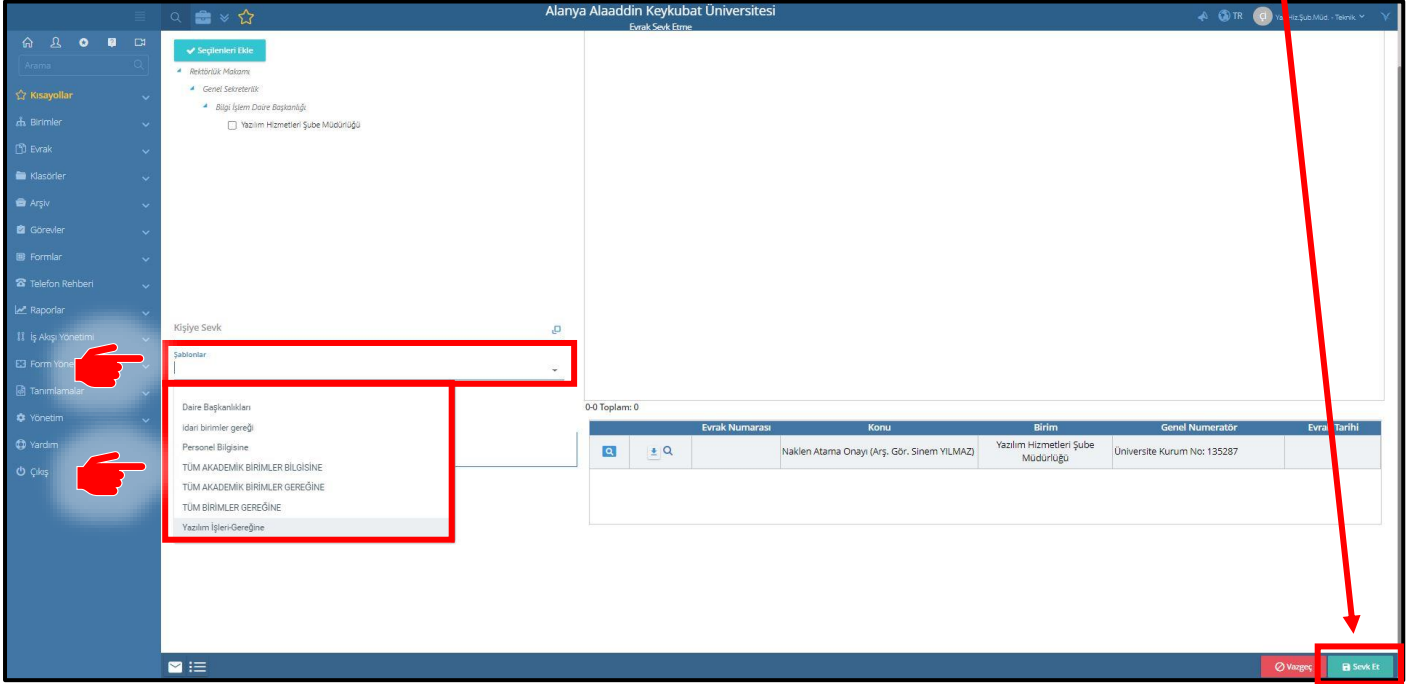 Alanya Alaaddin Keykubat Üniversitesi
Evrak Sevk Etme
TR
Şub.Müd. - Teknik.
Arama
Kısayollar
Birimler
Evrak
Klasörler
Arşiv
Görevler
Formlar
Telefon Rehberi
Raporlar
İş Akışı Yönetimi
Form
Tanımlamalar
Yönetim
Yardım
Çıkış
Seçilenleri Ekle
Rektörlük Makamı
Genel Sekreterlik
Bilgi İşlem Daire Başkanlığı
Yazılım Hizmetleri Şube Müdürlüğü
Kişiye Sevk
Şablonlar
Daire Başkanlıkları
idari birimler gereği
Personel Bilgisine
TÜM AKADEMİK BİRİMLER BİLGİSİNE
TÜM AKADEMİK BİRİMLER GEREĞİNE
TÜM BİRİMLER GEREĞİNE
Yazılım İşleri-Gereğine
0-0 Toplam: 0
Evrak Numarası Konu Birim Genel Numeratör Evrak Tarihi
Naklen Atama Onayı (Arş. Gör. Sinem YILMAZ) Yazılım Hizmetleri Şube Üniversite Kurum No: 135287
Müdürlüğü
Vazgeç Sevk Et